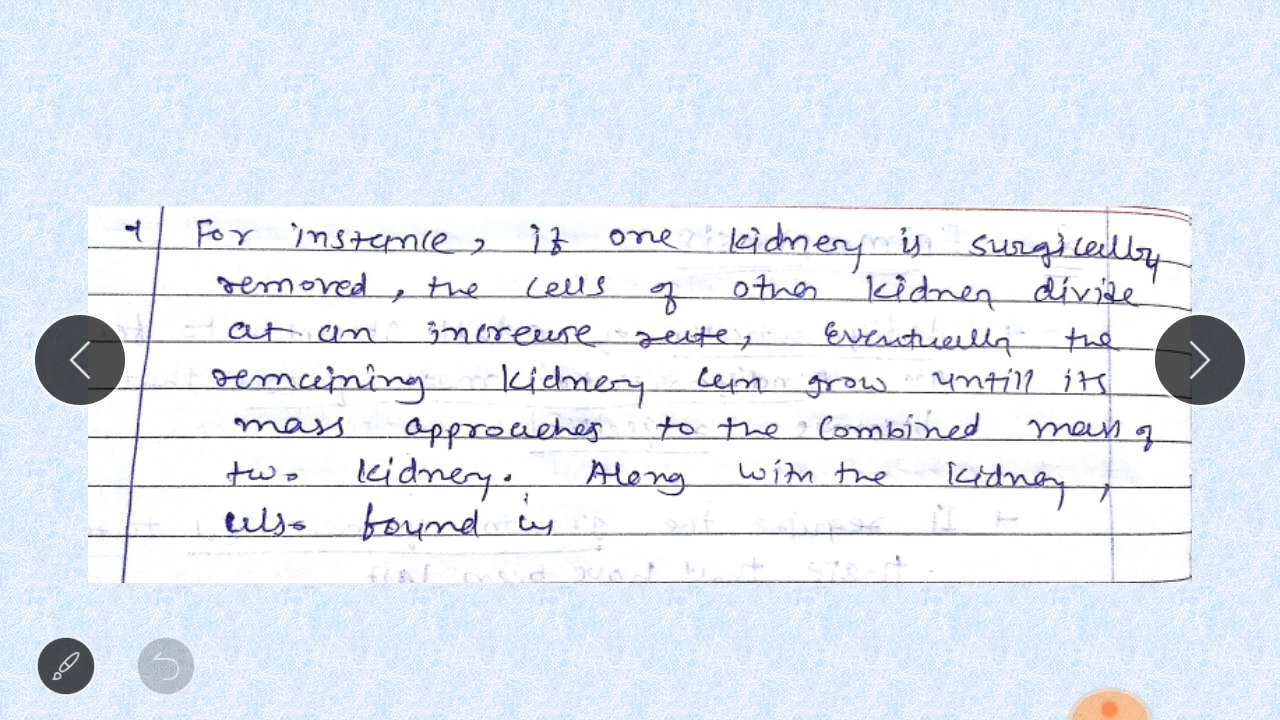 → For instance, if one kidney is surgically
removed, the cells of other kidney divide
at an increase rate, Eventually the
remaining kidney can grow untill its
mass approaches to the combined mass of
two kidney. Along with the kidney,
also found in